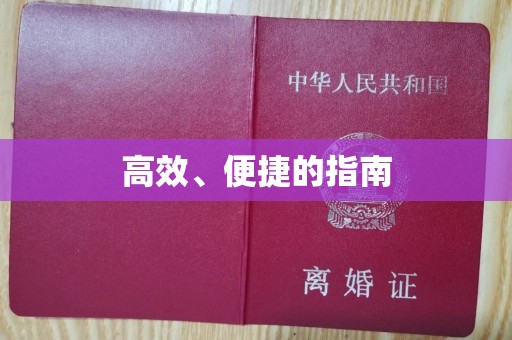 中华人民共和国
高效、便捷的指南
离婚证